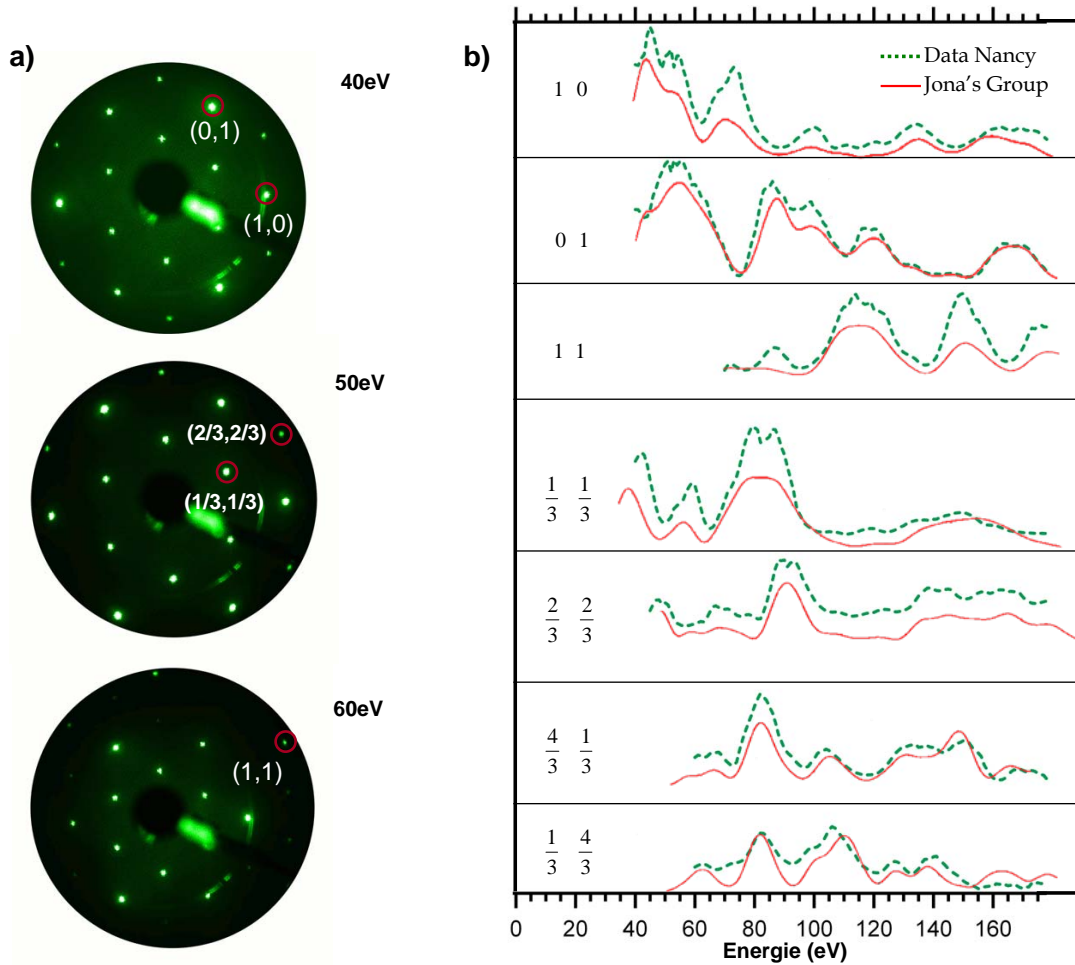 a)
40eV
(0,1)
(1,0)
50eV
(2/3,2/3)
(1/3,1/3)
60eV
(1,1)
b)
Data Nancy
Jona's Group
1 0
0 1
1 1
1/3 1/3
2/3 2/3
4/3 1/3
1/3 4/3
0 20 40 60 80 100 120 140 160
Energie (eV)